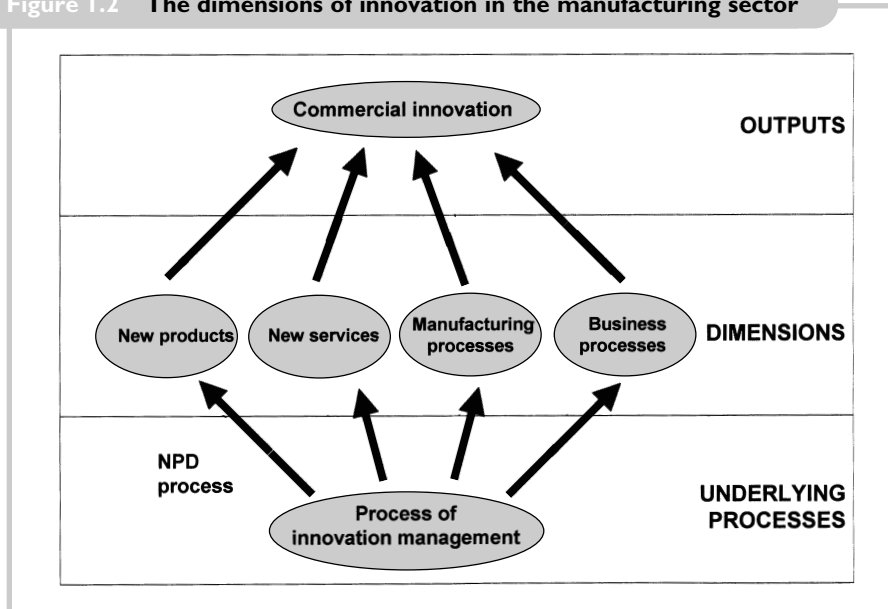 Figure 1.2 The dimensions of innovation in the manufacturing sector
Commercial innovation
OUTPUTS
New products
New services
Manufacturing
processes
Business
processes
DIMENSIONS
NPD
process
UNDERLYING
PROCESSES
Process of
innovation management